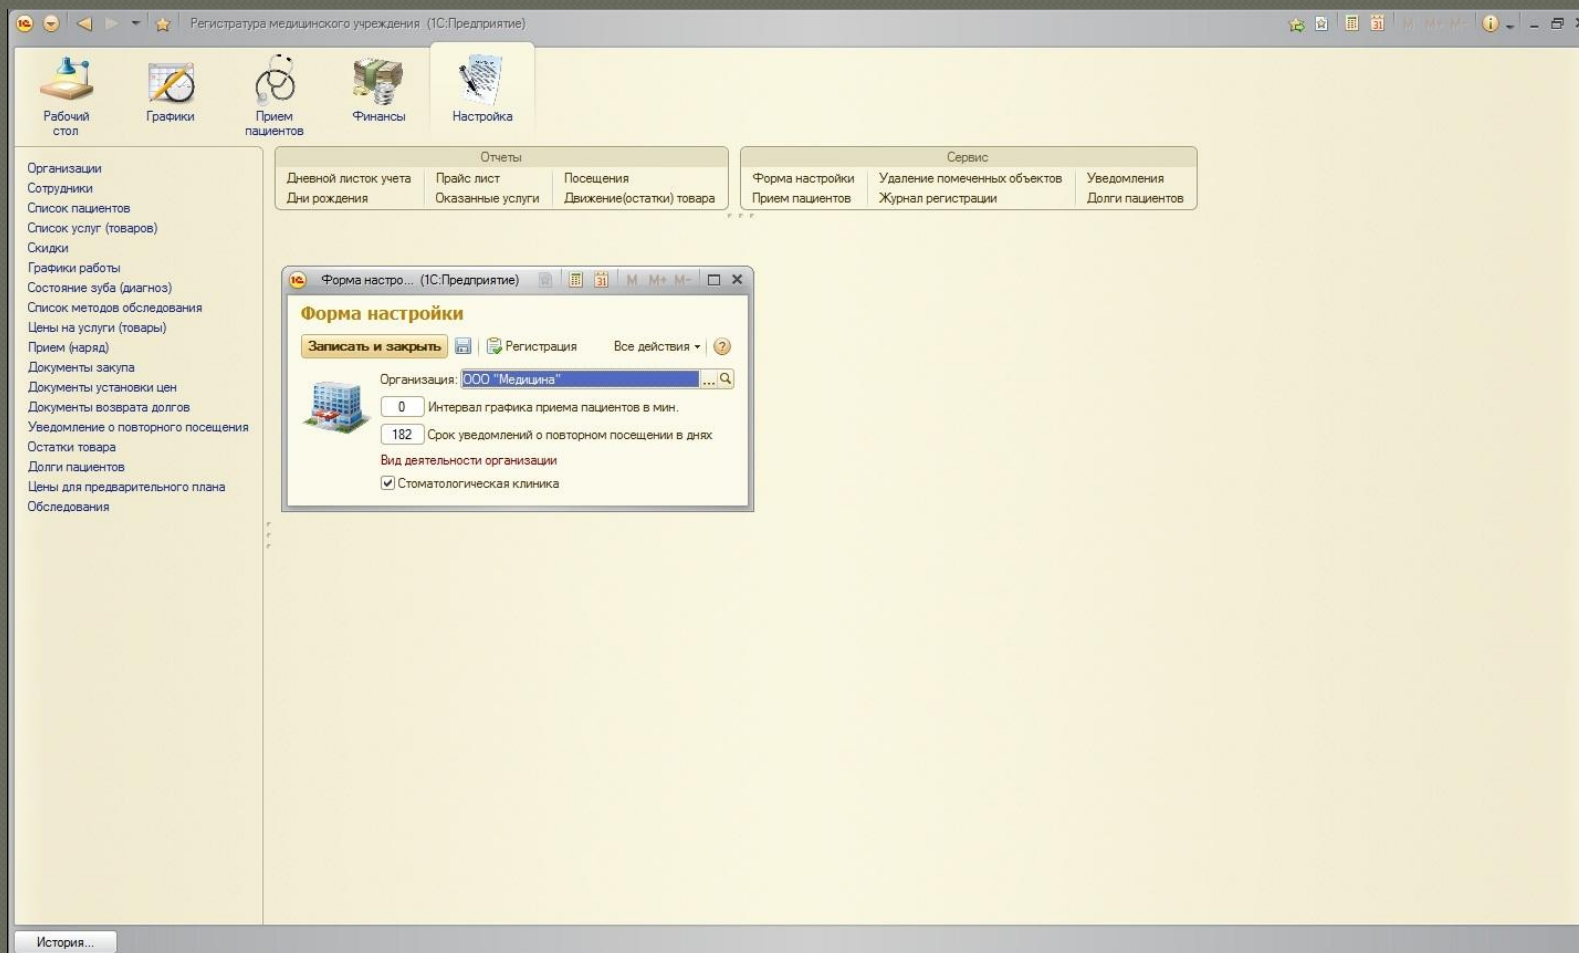 Регистратура медицинского учреждения (1С:Предприятие)
M M+ M-
Рабочий стол
Графики
Прием пациентов
Финансы
Настройка
Организации
Сотрудники
Список пациентов
Список услуг (товаров)
Скидки
Графики работы
Состояние зуба (диагноз)
Список методов обследования
Цены на услуги (товары)
Прием (наряд)
Документы закупа
Документы установки цен
Документы возврата долгов
Уведомление о повторного посещения
Остатки товара
Долги пациентов
Цены для предварительного плана
Обследования
Отчеты
Дневной листок учета Прайс лист Посещения
Дни рождения Оказанные услуги Движение(остатки) товара
Сервис
Форма настройки Удаление помеченных объектов Уведомления
Прием пациентов Журнал регистрации Долги пациентов
Форма настро... (1С:Предприятие) 31 M M+ M-
Форма настройки
Записать и закрыть Регистрация Все действия ?
Организация: ООО "Медицина" ...
0 Интервал графика приема пациентов в мин.
182 Срок уведомлений о повторном посещении в днях
Вид деятельности организации
Стоматологическая клиника
История...